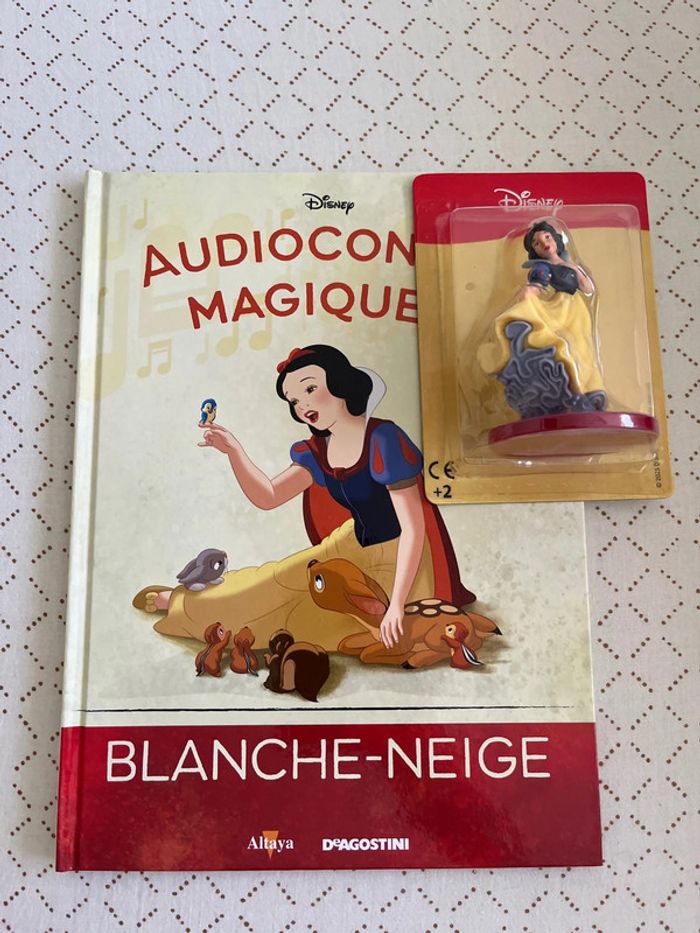 Disney
AUDIOCON
MAGIQUE
Disney
CE
+2
BLANCHE-NEIGE
Altaya
DeAGOSTINI